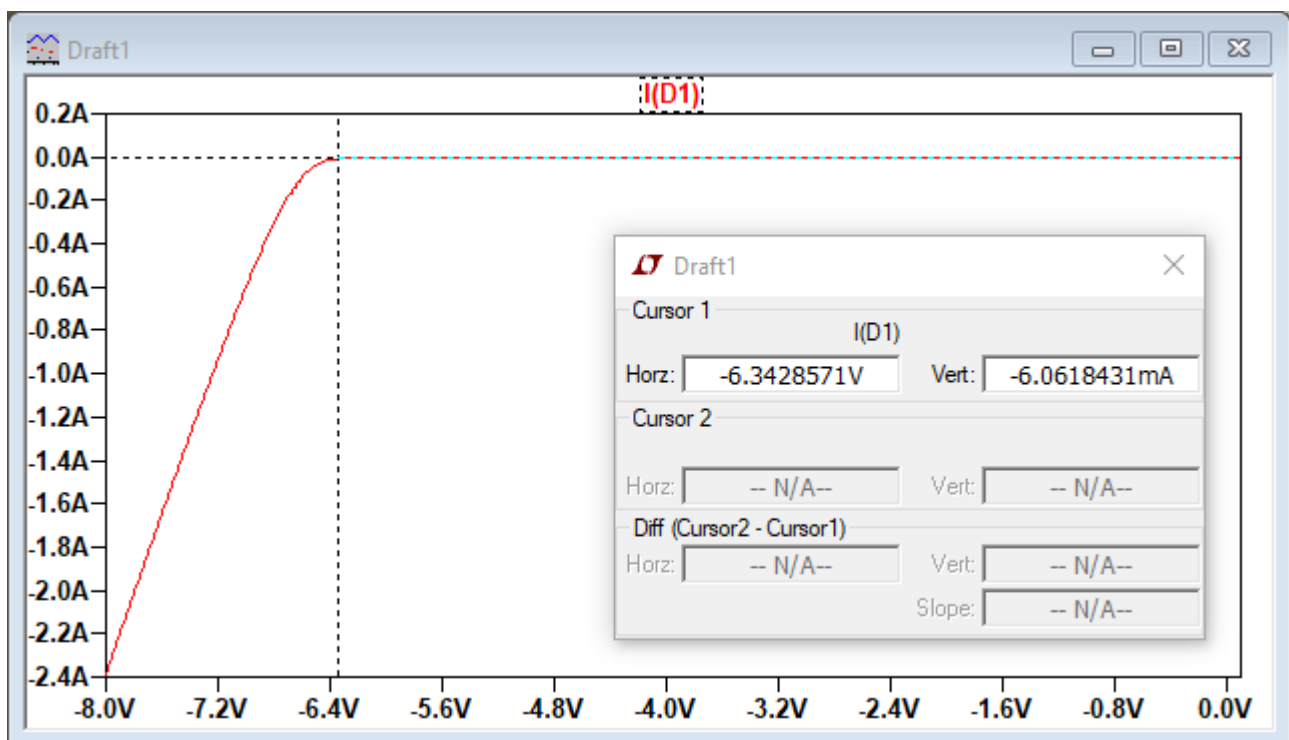 Draft1
I(D1)
0.2A
0.0A
-0.2A
-0.4A
-0.6A
-0.8A
-1.0A
-1.2A
-1.4A
-1.6A
-1.8A
-2.0A
-2.2A
-2.4A
-8.0V -7.2V -6.4V -5.6V -4.8V -4.0V -3.2V -2.4V -1.6V -0.8V 0.0V
Draft1
Cursor 1
I(D1)
Horz: -6.3428571V Vert: -6.0618431mA
Cursor 2
Horz: -- N/A-- Vert: -- N/A--
Diff (Cursor2 - Cursor1)
Horz: -- N/A-- Vert: -- N/A--
Slope: -- N/A--